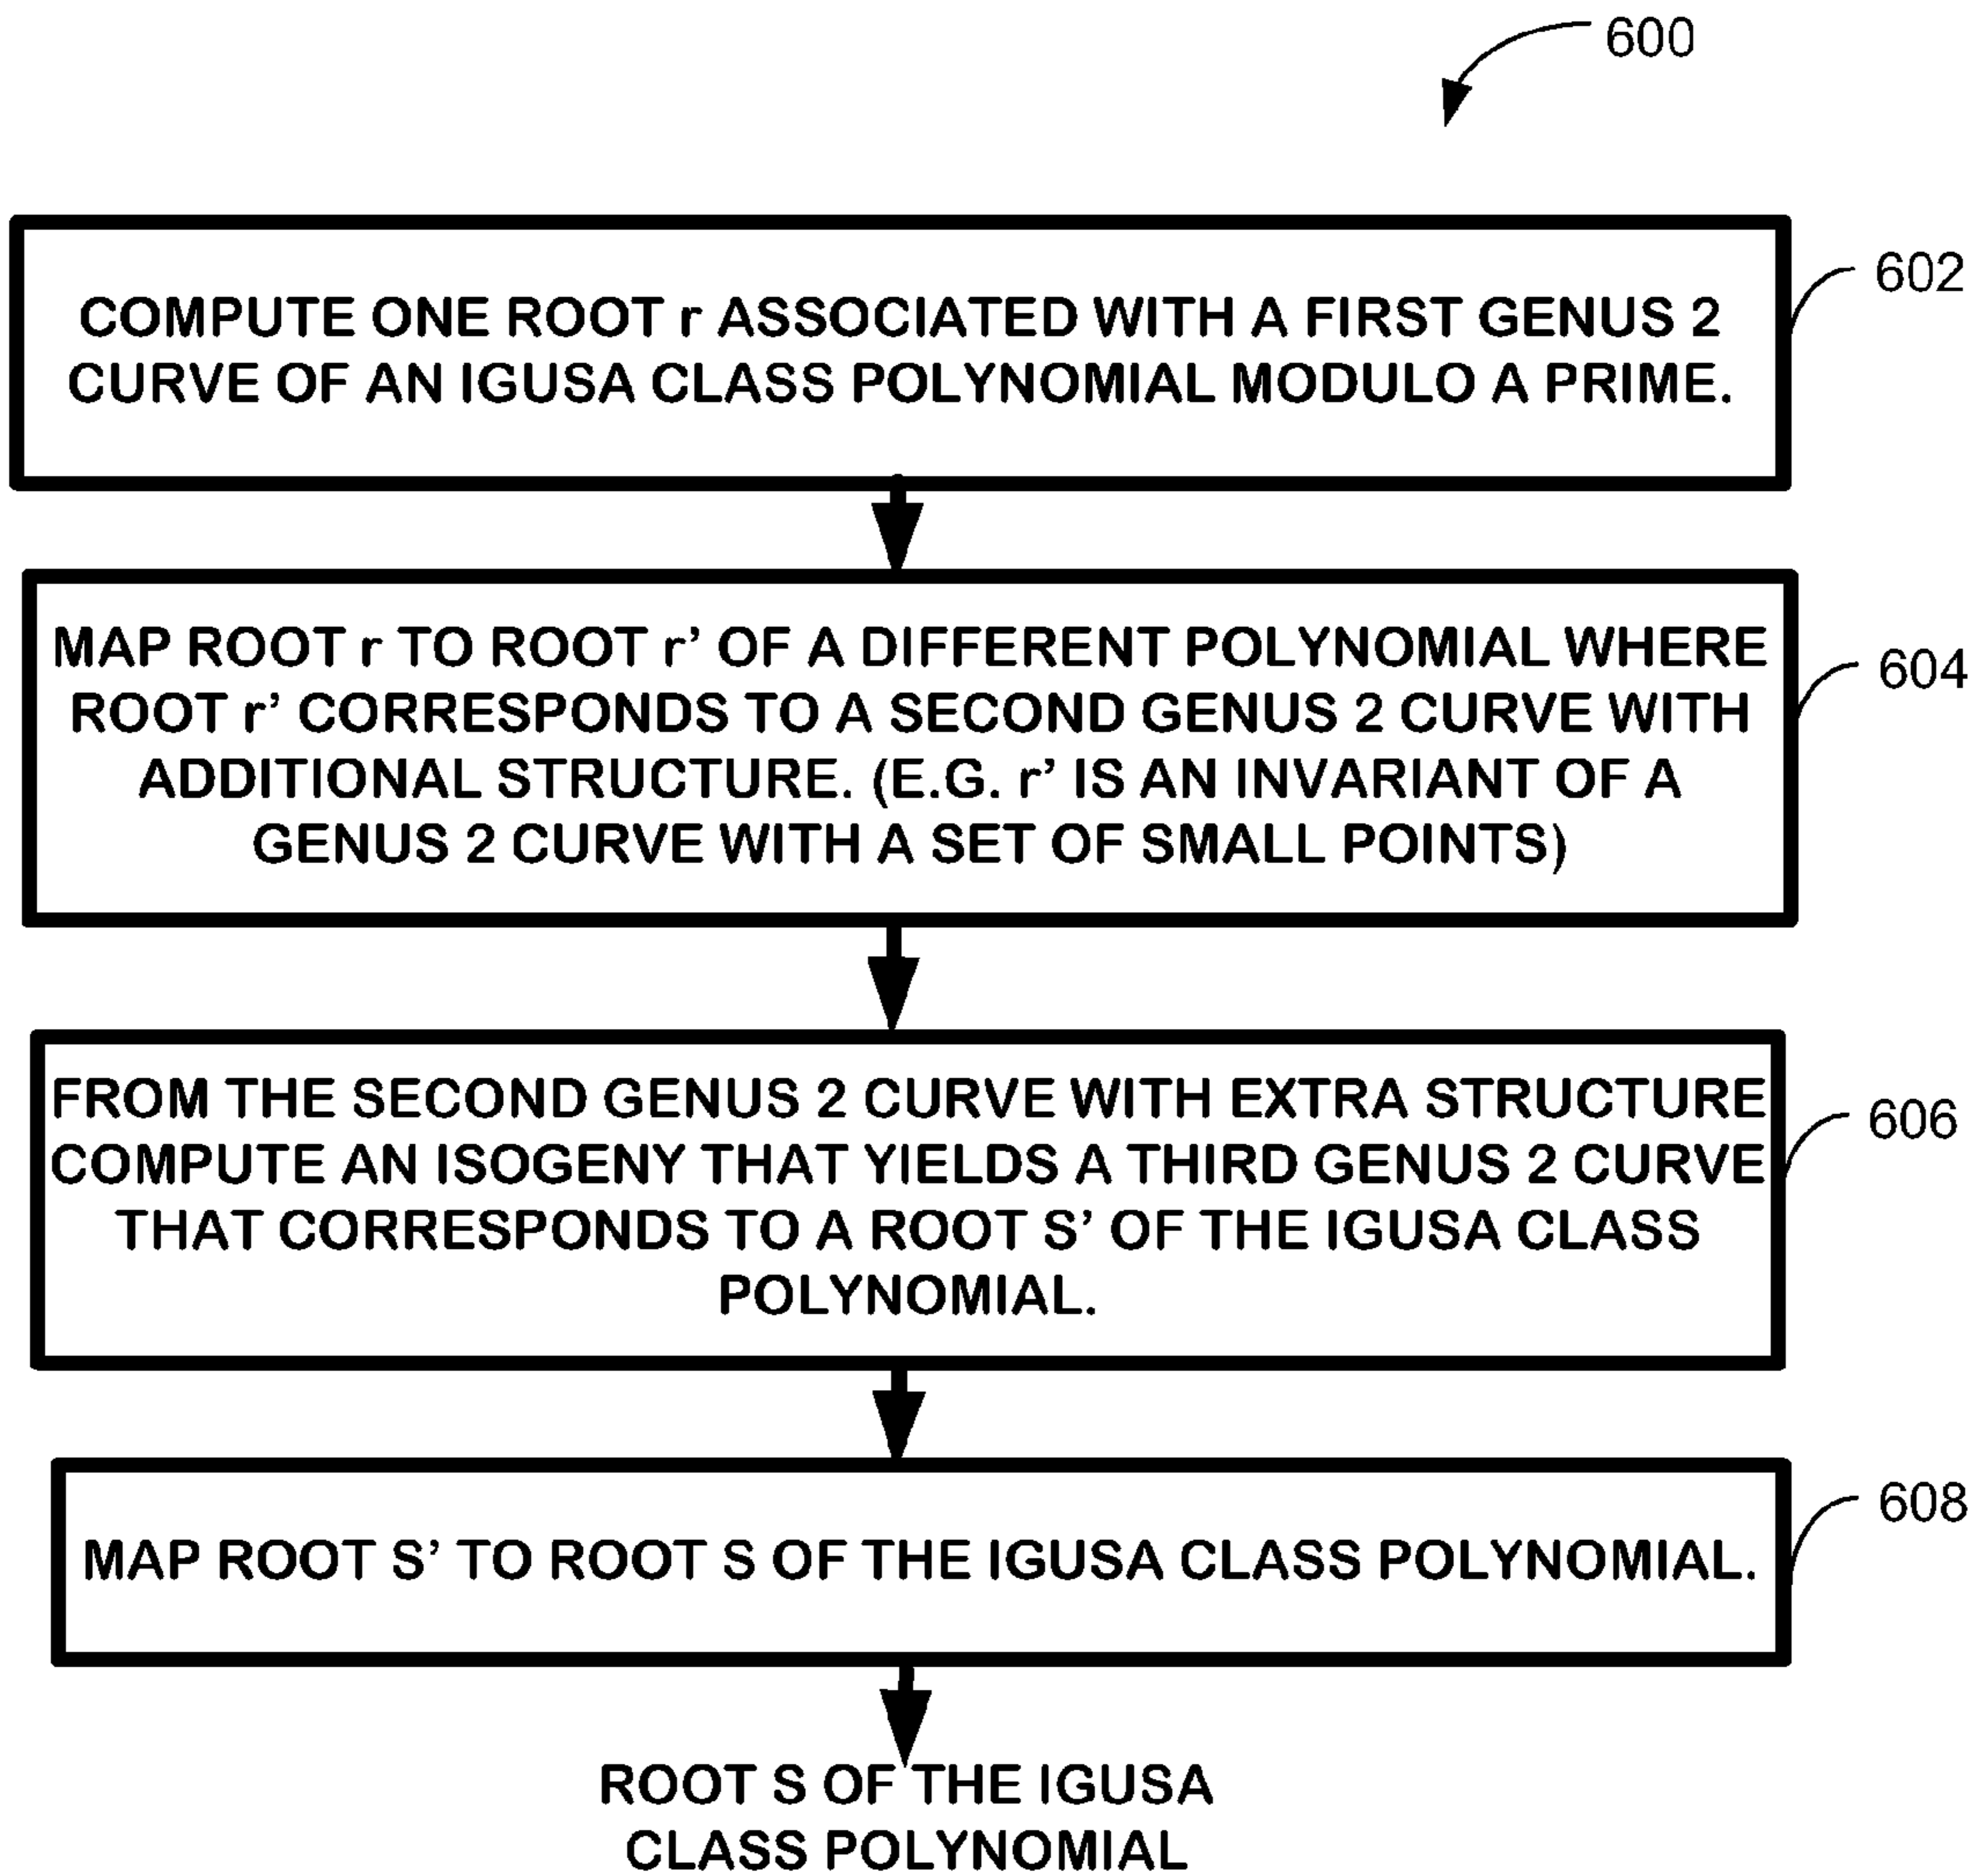 600
COMPUTE ONE ROOT r ASSOCIATED WITH A FIRST GENUS 2
CURVE OF AN IGUSA CLASS POLYNOMIAL MODULO A PRIME.
602
MAP ROOT r TO ROOT r’ OF A DIFFERENT POLYNOMIAL WHERE
ROOT r’ CORRESPONDS TO A SECOND GENUS 2 CURVE WITH
ADDITIONAL STRUCTURE. (E.G. r’ IS AN INVARIANT OF A
GENUS 2 CURVE WITH A SET OF SMALL POINTS)
604
FROM THE SECOND GENUS 2 CURVE WITH EXTRA STRUCTURE
COMPUTE AN ISOGENY THAT YIELDS A THIRD GENUS 2 CURVE
THAT CORRESPONDS TO A ROOT S’ OF THE IGUSA CLASS
POLYNOMIAL.
606
MAP ROOT S’ TO ROOT S OF THE IGUSA CLASS POLYNOMIAL.
608
ROOT S OF THE IGUSA
CLASS POLYNOMIAL